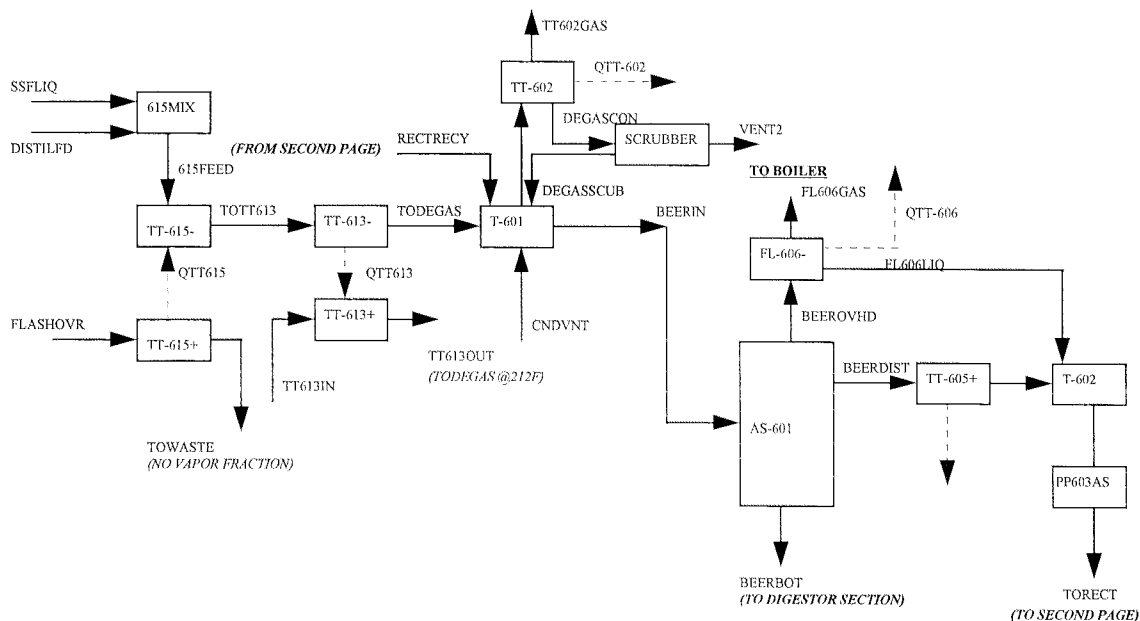 TT602GAS
QTT-602
TT-602
SSFLIQ
615MIX
DEGASCON
VENT2
SCRUBBER
DISTILFD
(FROM SECOND PAGE)
RECTRECY
615FEED
TO BOILER
DEGASSCUB
FL606GAS
TOTT613
TODEGAS
BEERIN
QTT-606
TT-615-
TT-613-
T-601
FL-606-
QTT615
QTT613
FL606LIQ
FLASHOVR
TT-613+
CNDVNT
BEEROVHD
TT-615+
TT613OUT
(TODEGAS @212F)
BEERDIST
TT-605+
T-602
TT613IN
AS-601
TOWASTE
(NO VAPOR FRACTION)
PP603AS
BEERBOT
(TO DIGESTOR SECTION)
TORECT
(TO SECOND PAGE)